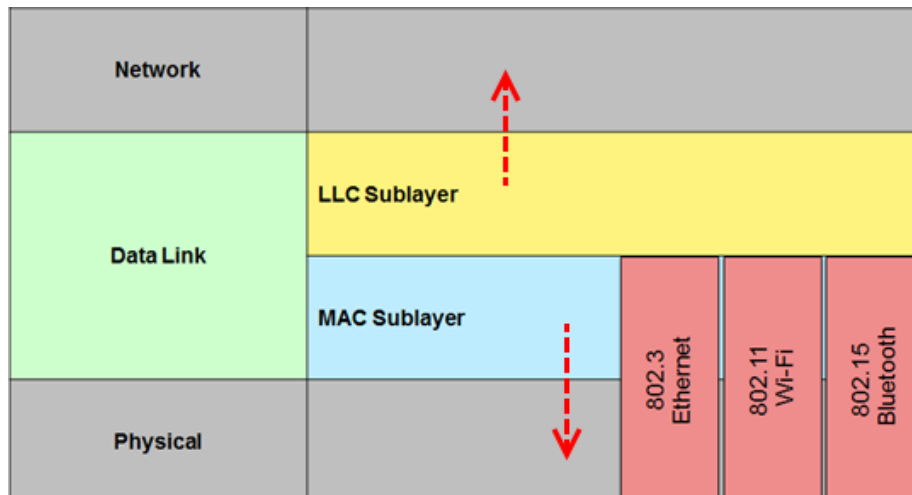 Network
LLC Sublayer
Data Link
MAC Sublayer
802.3
Ethernet
802.11
Wi-Fi
802.15
Bluetooth
Physical